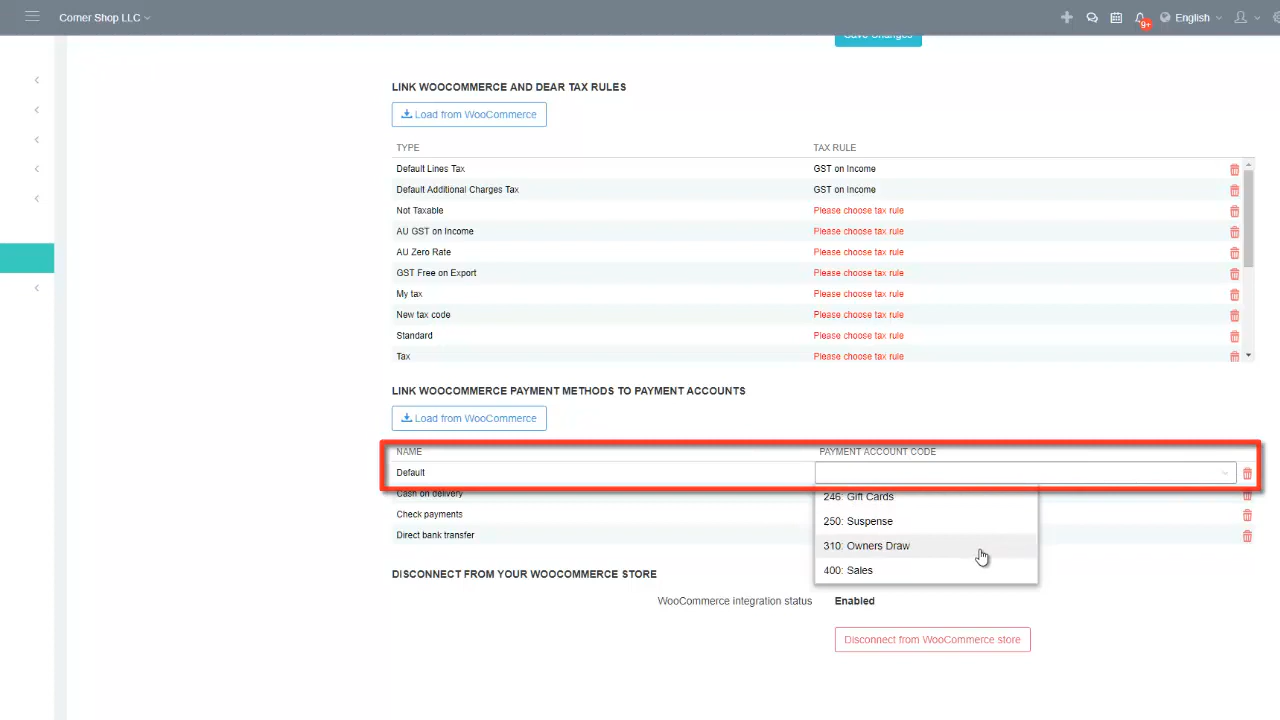 Corner Shop LLC
9+
English
Save Changes
LINK WOOCOMMERCE AND DEAR TAX RULES
Load from WooCommerce
TYPE TAX RULE
Default Lines Tax GST on Income
Default Additional Charges Tax GST on Income
Not Taxable Please choose tax rule
AU GST on Income Please choose tax rule
AU Zero Rate Please choose tax rule
GST Free on Export Please choose tax rule
My tax Please choose tax rule
New tax code Please choose tax rule
Standard Please choose tax rule
Tax Please choose tax rule
LINK WOOCOMMERCE PAYMENT METHODS TO PAYMENT ACCOUNTS
Load from WooCommerce
NAME PAYMENT ACCOUNT CODE
Default
Cash on delivery 246: Gift Cards
Check payments 250: Suspense
Direct bank transfer 310: Owners Draw
400: Sales
DISCONNECT FROM YOUR WOOCOMMERCE STORE
WooCommerce integration status Enabled
Disconnect from WooCommerce store